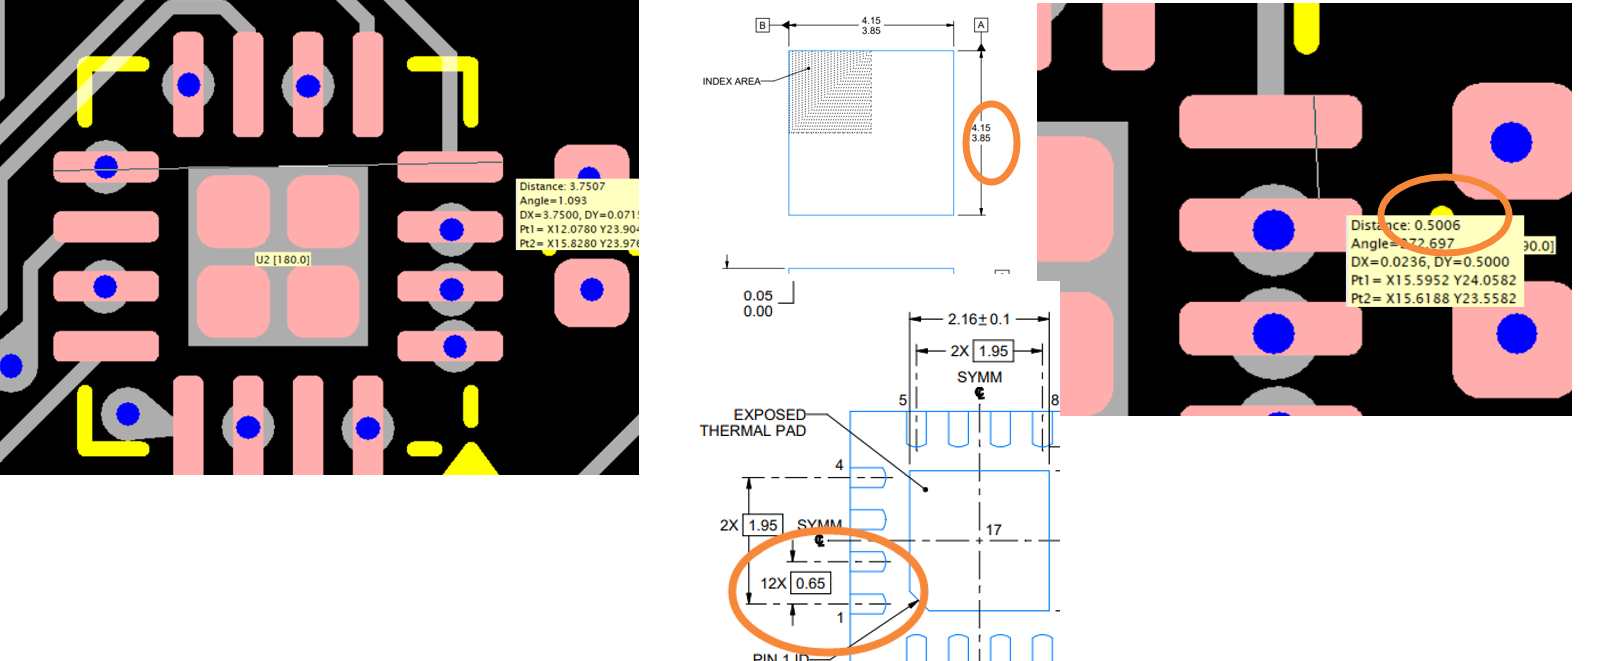 Distance: 3.7507
Angle=1.093
DX=3.7500, DY=0.071
Pt1= X12.0780 Y23.904
Pt2= X15.8280 Y23.976
U2 [180.0]
B
4.15
3.85
A
INDEX AREA
4.15
3.85
0.05
0.00
2.16±0.1
2X 1.95
SYMM
5
8
EXPOSED
THERMAL PAD
4
2X 1.95
SYMM
17
12X 0.65
1
PIN 1 ID
Distance: 0.5006
Angle=272.697
90.0]
DX=0.0236, DY=0.5000
Pt1= X15.5952 Y24.0582
Pt2= X15.6188 Y23.5582